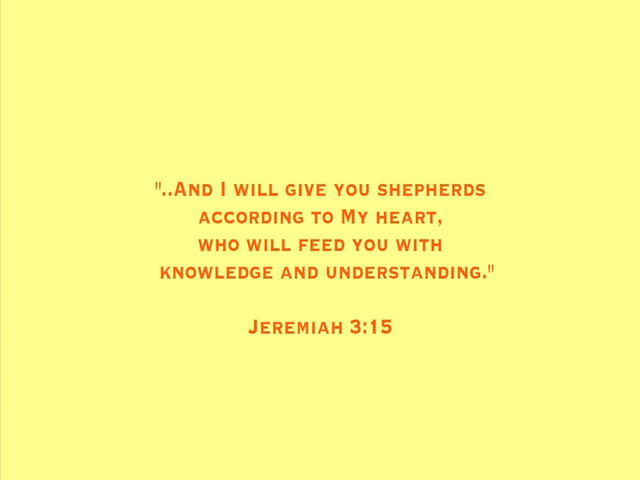 "..And I will give you shepherds
according to My heart,
who will feed you with
knowledge and understanding."
Jeremiah 3:15